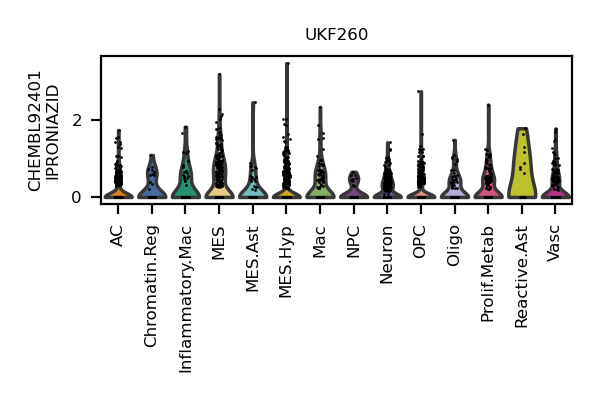 UKF260
CHEMBL92401
IPRONIAZID
2
0
AC
Chromatin.Reg
Inflammatory.Mac
MES
MES.Ast
MES.Hyp
Mac
NPC
Neuron
OPC
Oligo
Prolif.Metab
Reactive.Ast
Vasc